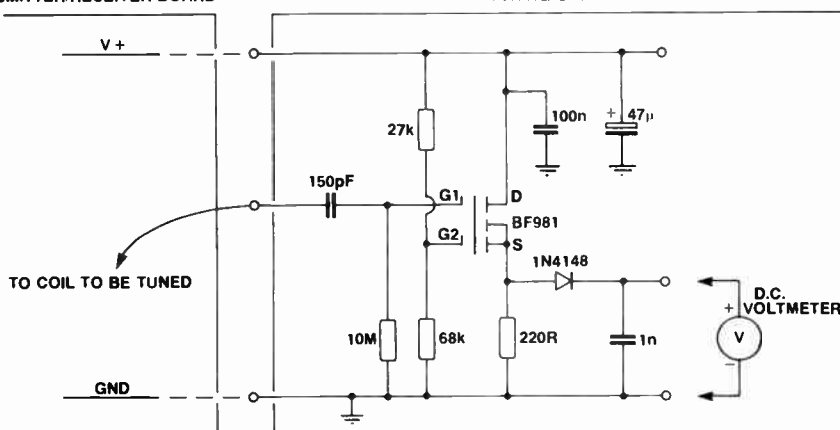 V +
27k
100n
+ 47µ
150pF
G1
D
BF981
G2
S
1N4148
TO COIL TO BE TUNED
D.C.
VOLTMETER
+
V
−
10M
68k
220R
1n
GND